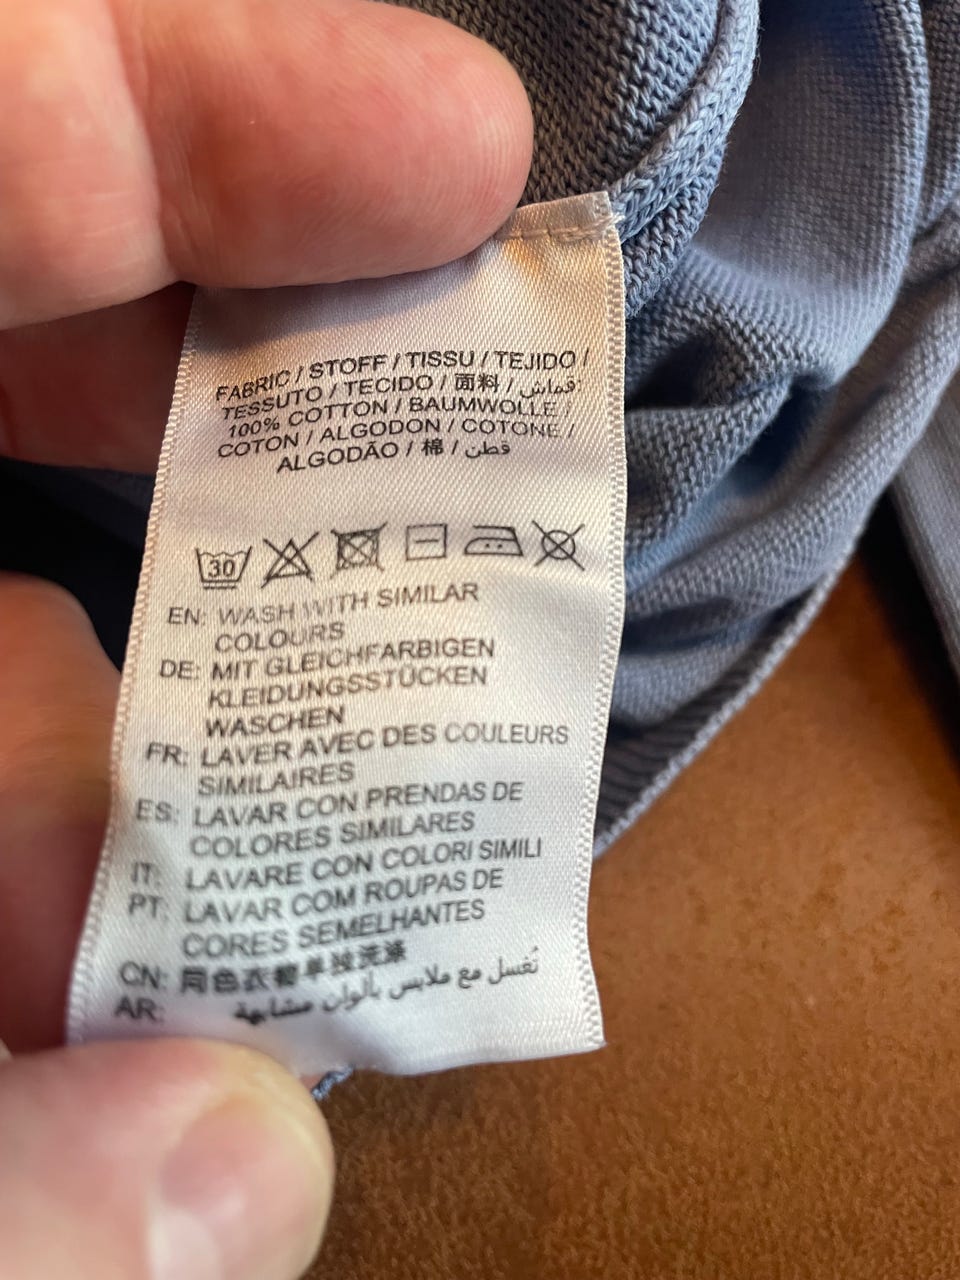 FABRIC / STOFF / TISSU / TEJIDO /
TESSUTO / TECIDO / 面料 / قماش:
100% COTTON / BAUMWOLLE /
COTON / ALGODON / COTONE /
ALGODÃO / 棉 / قطن
30
EN: WASH WITH SIMILAR
COLOURS
DE: MIT GLEICHFARBIGEN
KLEIDUNGSSTÜCKEN
WASCHEN
FR: LAVER AVEC DES COULEURS
SIMILAIRES
ES: LAVAR CON PRENDAS DE
COLORES SIMILARES
IT: LAVARE CON COLORI SIMILI
PT: LAVAR COM ROUPAS DE
CORES SEMELHANTES
CN: 同色衣物单独洗涤
AR: تُغسل مع ملابس بألوان مشابهة